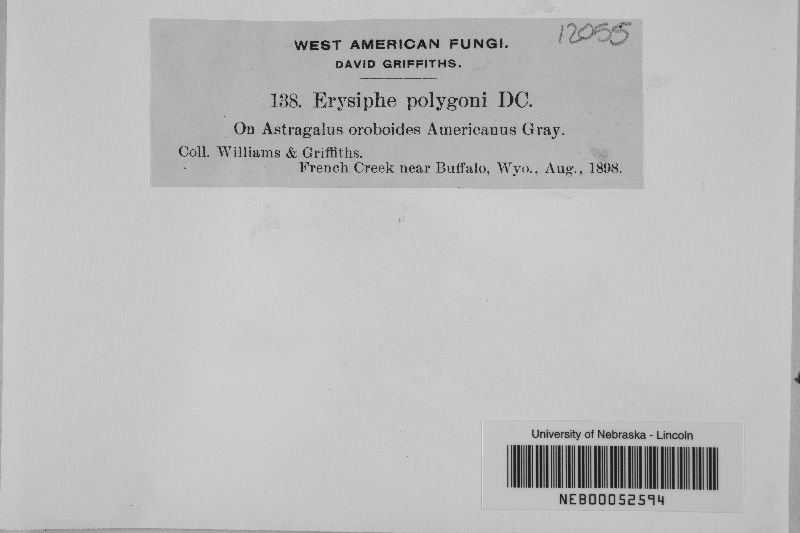 12055
WEST AMERICAN FUNGI.
DAVID GRIFFITHS.
138. Erysiphe polygoni DC.
On Astragalus oroboides Americanus Gray.
Coll. Williams & Griffiths.
French Creek near Buffalo, Wyo., Aug., 1898.
University of Nebraska - Lincoln
NEB00052594